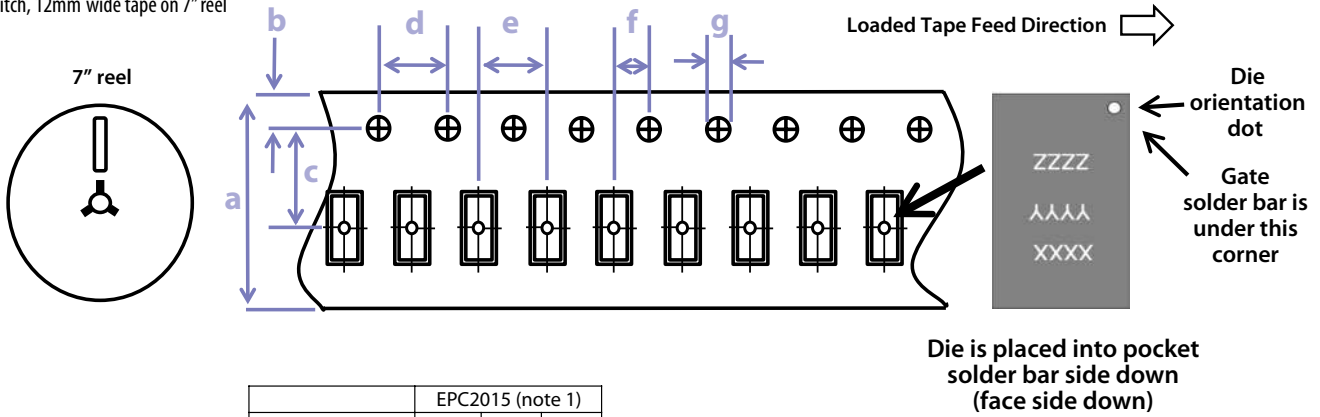 itch, 12mm wide tape on 7" reel
7" reel
a
b
c
d
e
f
g
Loaded Tape Feed Direction
Die
orientation
dot
Gate
solder bar is
under this
corner
ZZZZ
YYYY
XXXX
Die is placed into pocket
solder bar side down
(face side down)
EPC2015 (note 1)